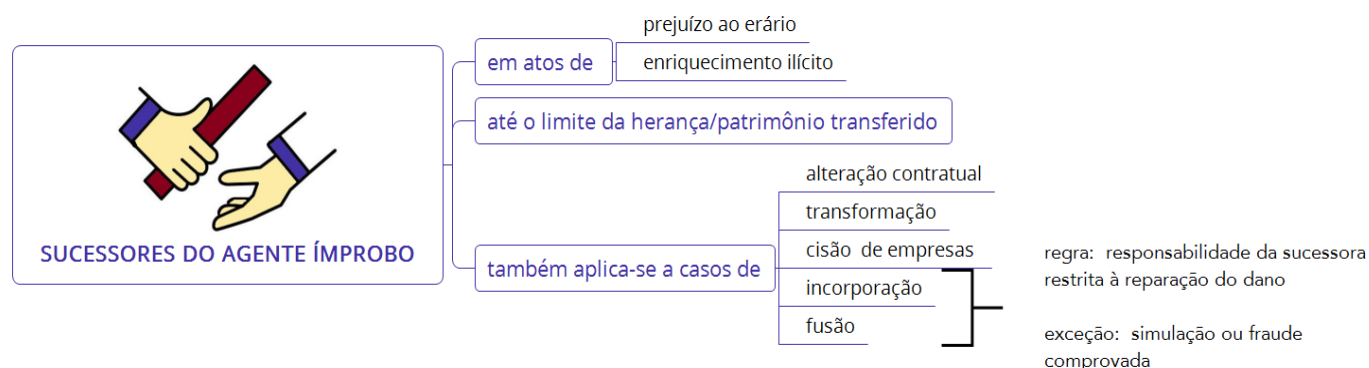 SUCESSORES DO AGENTE ÍMPROBO
em atos de
prejuízo ao erário
enriquecimento ilícito
até o limite da herança/patrimônio transferido
também aplica-se a casos de
alteração contratual
transformação
cisão de empresas
incorporação
fusão
regra: responsabilidade da sucessora
restrita à reparação do dano
exceção: simulação ou fraude
comprovada